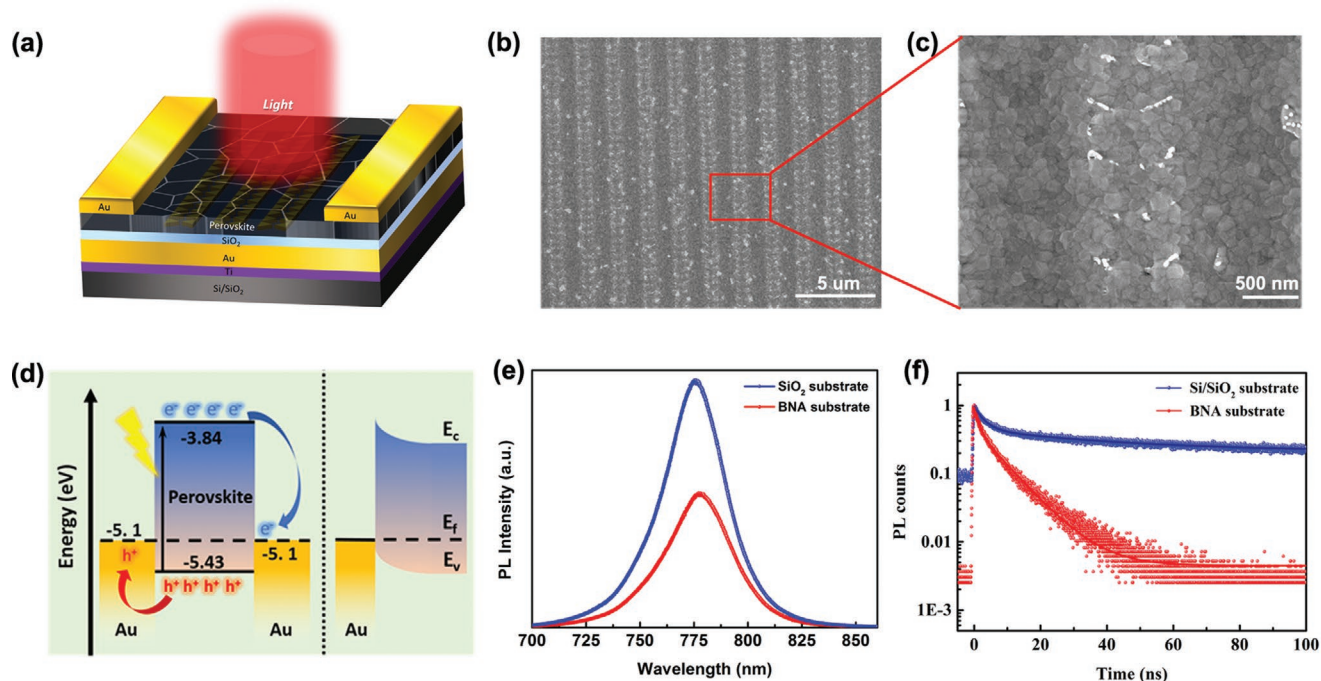 (a)
Light
Au
Au
Perovskite
SiO₂
Au
Ti
Si/SiO₂
(b)
5 um
(c)
500 nm
(d)
Energy (eV)
e⁻ e⁻ e⁻ e⁻
-3.84
Perovskite
-5. 1
e⁻
h⁺
-5.43
-5. 1
h⁺ h⁺ h⁺ h⁺
Au
Au
Au
E_c
E_f
E_v
(e)
SiO₂ substrate
BNA substrate
PL Intensity (a.u.)
700 725 750 775 800 825 850
Wavelength (nm)
(f)
Si/SiO₂ substrate
BNA substrate
PL counts
1
0.1
0.01
1E-3
0 20 40 60 80 100
Time (ns)